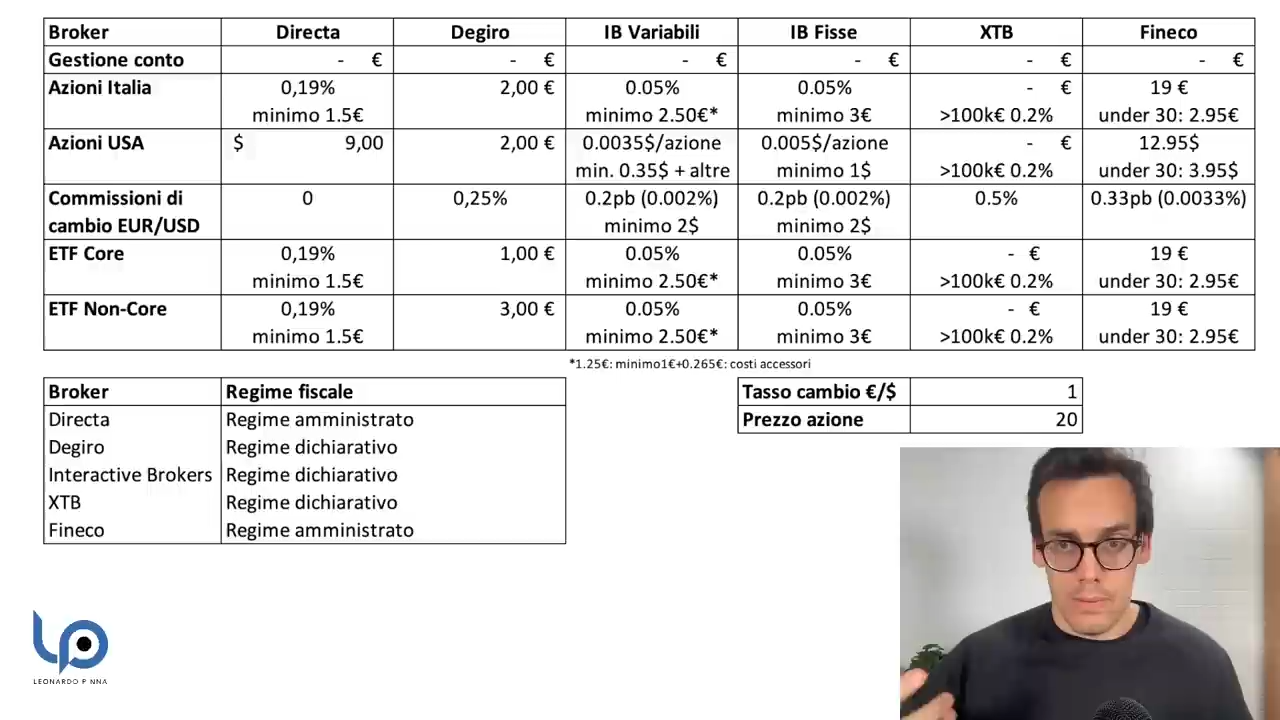 Broker Directa Degiro IB Variabili IB Fisse XTB Fineco
Gestione conto - € - € - € - € - € - €
Azioni Italia 0,19% 2,00 € 0.05% 0.05% - € 19 €
minimo 1.5€ minimo 2.50€* minimo 3€ >100k€ 0.2% under 30: 2.95€
Azioni USA $ 9,00 2,00 € 0.0035$/azione 0.005$/azione - € 12.95$
min. 0.35$ + altre minimo 1$ >100k€ 0.2% under 30: 3.95$
Commissioni di 0 0,25% 0.2pb (0.002%) 0.2pb (0.002%) 0.5% 0.33pb (0.0033%)
cambio EUR/USD minimo 2$ minimo 2$
ETF Core 0,19% 1,00 € 0.05% 0.05% - € 19 €
minimo 1.5€ minimo 2.50€* minimo 3€ >100k€ 0.2% under 30: 2.95€
ETF Non-Core 0,19% 3,00 € 0.05% 0.05% - € 19 €
minimo 1.5€ minimo 2.50€* minimo 3€ >100k€ 0.2% under 30: 2.95€
*1.25€: minimo1€+0.265€: costi accessori
Broker Regime fiscale
Directa Regime amministrato
Degiro Regime dichiarativo
Interactive Brokers Regime dichiarativo
XTB Regime dichiarativo
Fineco Regime amministrato
Tasso cambio €/$ 1
Prezzo azione 20
LEONARDO PINNA